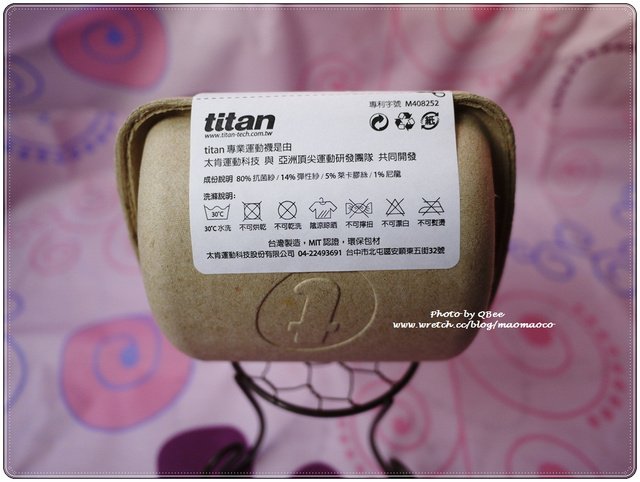 專利字號 M408252
titan
www.titan-tech.com.tw
titan 專業運動襪是由
太肯運動科技 與 亞洲頂尖運動研發團隊 共同開發
成份說明 80% 抗菌紗 / 14% 彈性紗 / 5% 萊卡膠絲 / 1% 尼龍
洗滌說明:
30°C
30°C 水洗 不可烘乾 不可乾洗 陰涼晾晒 不可擰扭 不可漂白 不可熨燙
台灣製造，MIT 認證，環保包材
太肯運動科技股份有限公司 04-22493691 台中市北屯區安順東五街32號
Photo by QBee
www.wretch.cc/blog/maomaoco